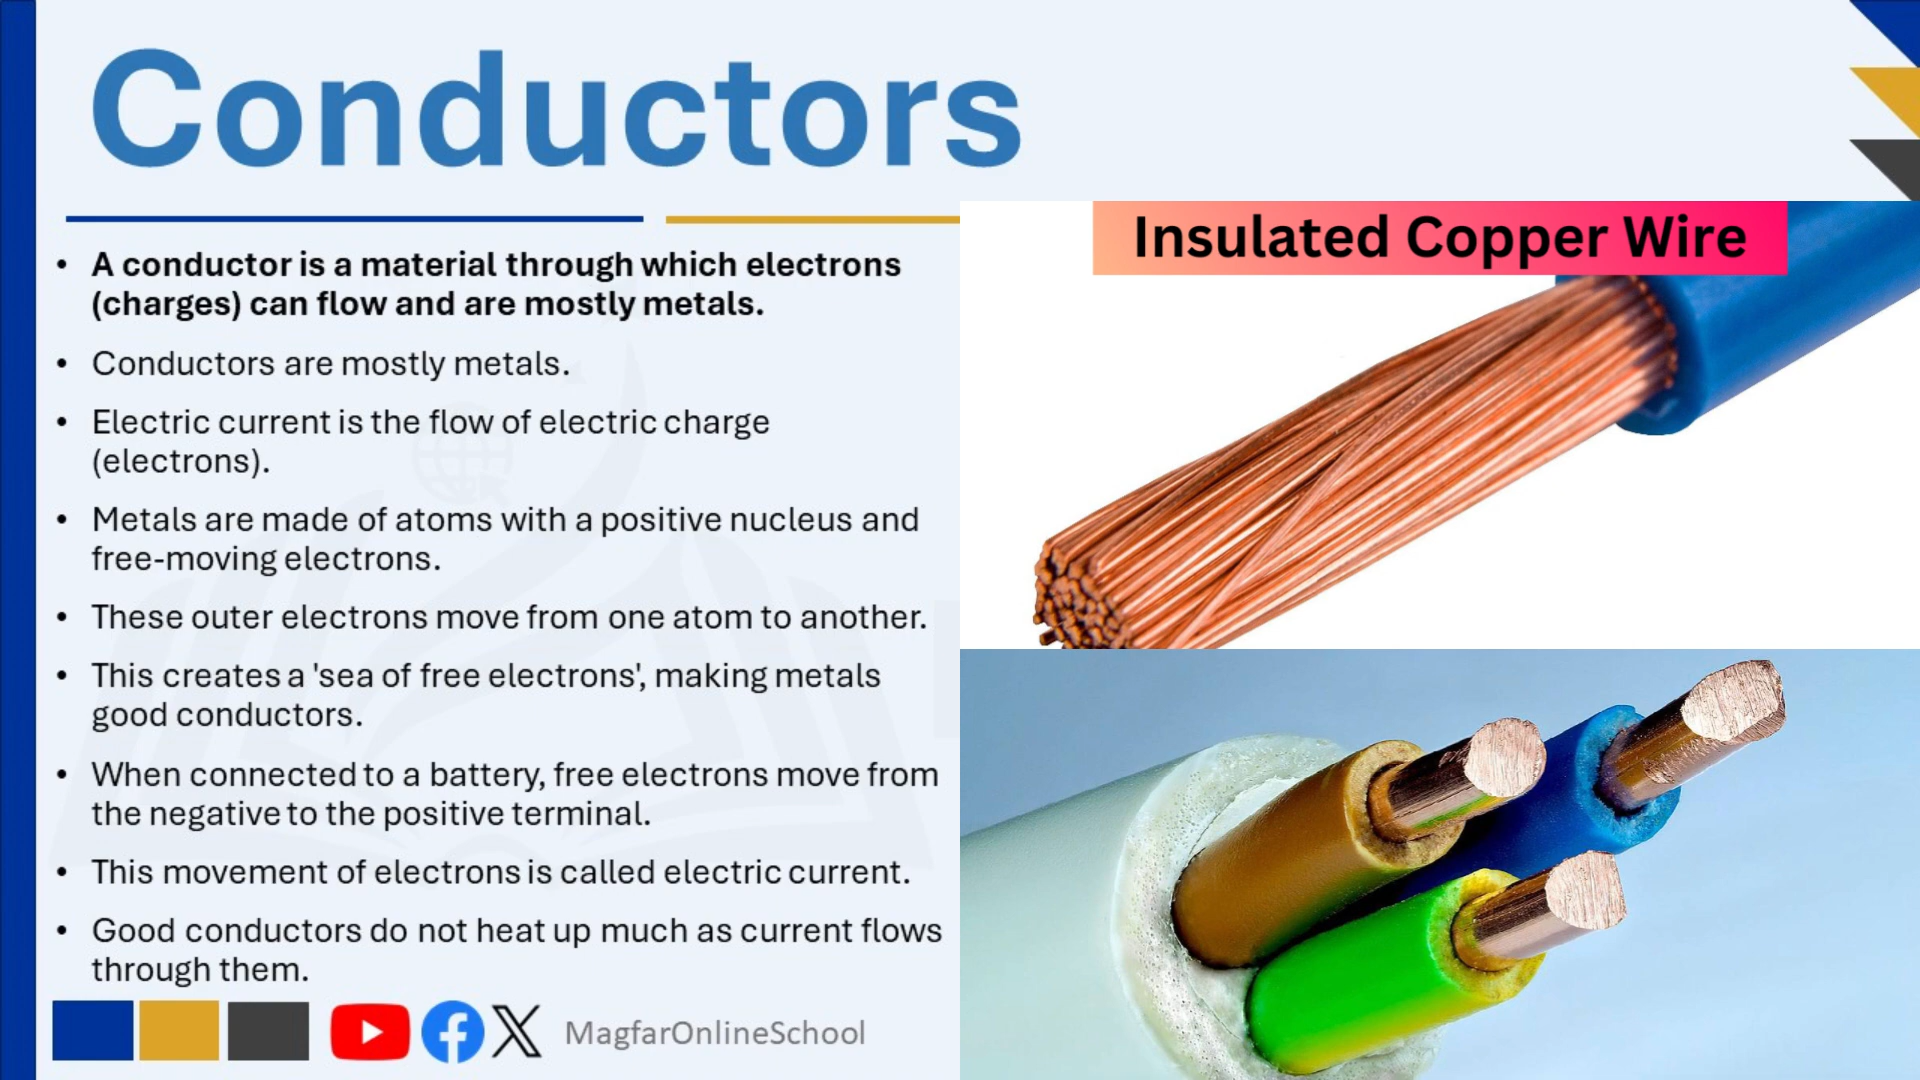 Conductors
• A conductor is a material through which electrons
(charges) can flow and are mostly metals.
• Conductors are mostly metals.
• Electric current is the flow of electric charge
(electrons).
• Metals are made of atoms with a positive nucleus and
free-moving electrons.
• These outer electrons move from one atom to another.
• This creates a 'sea of free electrons', making metals
good conductors.
• When connected to a battery, free electrons move from
the negative to the positive terminal.
• This movement of electrons is called electric current.
• Good conductors do not heat up much as current flows
through them.
Insulated Copper Wire
MagfarOnlineSchool